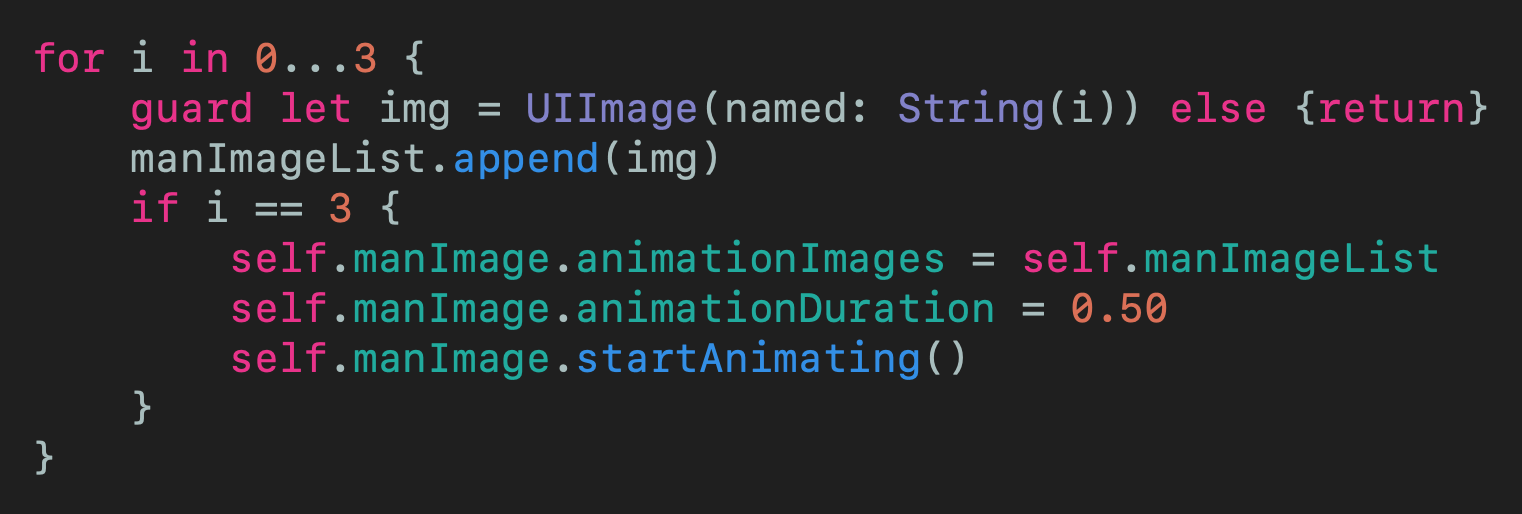 for i in 0...3 {
    guard let img = UIImage(named: String(i)) else {return}
    manImageList.append(img)
    if i == 3 {
        self.manImage.animationImages = self.manImageList
        self.manImage.animationDuration = 0.50
        self.manImage.startAnimating()
    }
}